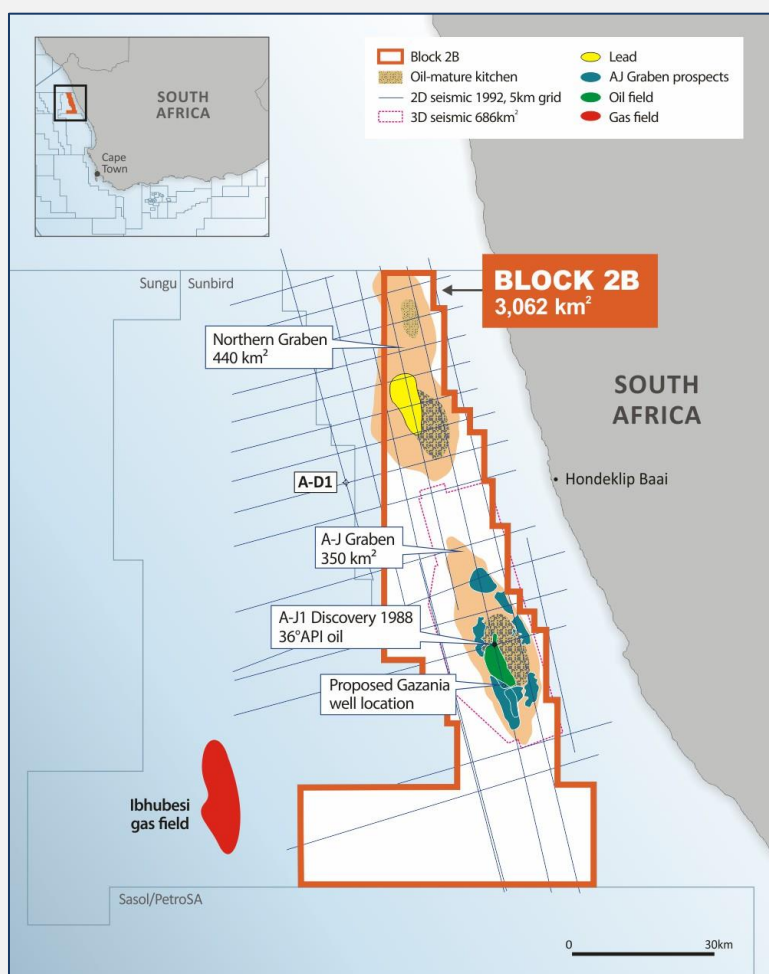 SOUTH
AFRICA
Cape
Town
Block 2B
Oil-mature kitchen
2D seismic 1992, 5km grid
3D seismic 686km²
Lead
AJ Graben prospects
Oil field
Gas field
Sungu
Sunbird
BLOCK 2B
3,062 km²
Northern Graben
440 km²
SOUTH
AFRICA
A-D1
Hondeklip Baai
A-J Graben
350 km²
A-J1 Discovery 1988
36°API oil
Proposed Gazania
well location
Ibhubesi
gas field
Sasol/PetroSA
0
30km